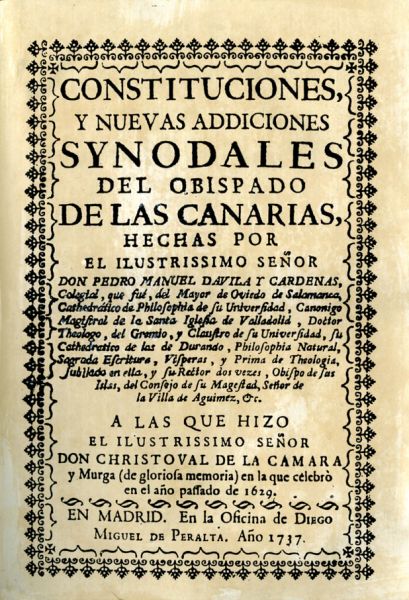 CONSTITUCIONES,
Y NUEVAS ADDICIONES
SYNODALES
DEL OBISPADO
DE LAS CANARIAS,
HECHAS POR
EL ILUSTRISSIMO SEÑOR
DON PEDRO MANUEL DAVILA Y CARDENAS,
Colegial, que fuè, del Mayor de Oviedo de Salamanca,
Cathedratico de Philosophia de su Universidad, Canonigo
Magistral de la Santa Iglesia de Valladolid, Doctor
Theologo, del Gremio, y Claustro de su Universidad, su
Cathedratico de las de Durando, Philosophia Natural,
Sagrada Escritura, Visperas, y Prima de Theologia,
Jubilado en ella, y su Rector dos veces, Obispo de sus
Islas, del Consejo de su Magestad, Señor de
la Villa de Aguimez, &c.
A LAS QUE HIZO
EL ILUSTRISSIMO SEÑOR
DON CHRISTOVAL DE LA CAMARA
y Murga (de gloriosa memoria) en la que celebrò
en el año passado de 1629.
EN MADRID. En la Oficina de DIEGO
MIGUEL DE PERALTA. Año 1737.